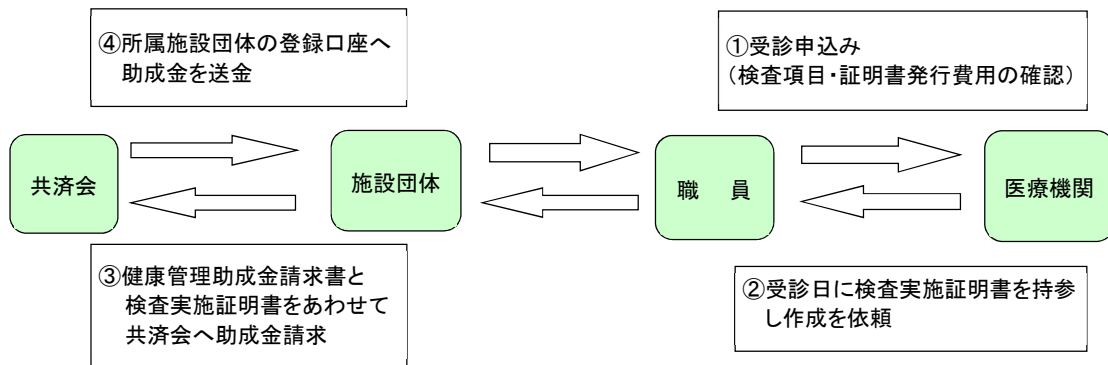 ④所属施設団体の登録口座へ
助成金を送金
①受診申込み
(検査項目・証明書発行費用の確認)
共済会
施設団体
職　員
医療機関
③健康管理助成金請求書と
検査実施証明書をあわせて
共済会へ助成金請求
②受診日に検査実施証明書を持参
し作成を依頼